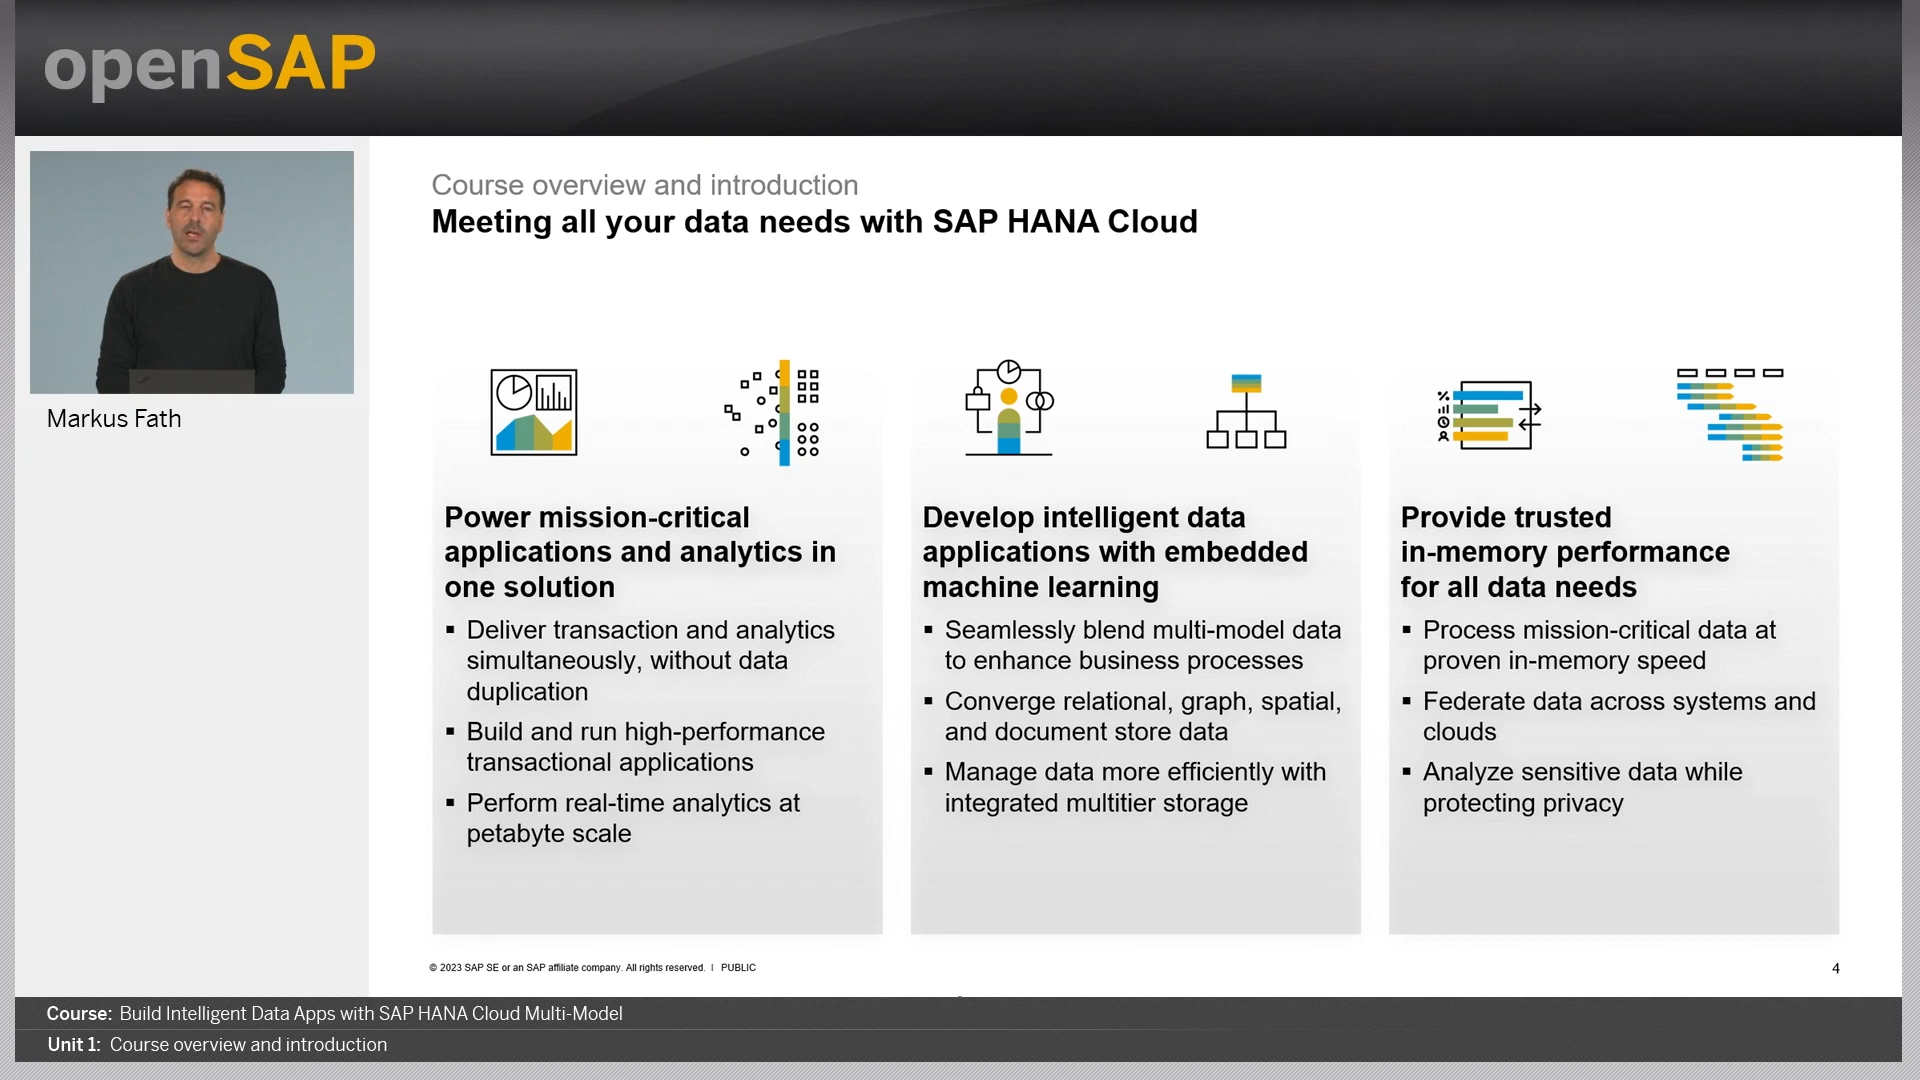 openSAP
Markus Fath
Course overview and introduction
Meeting all your data needs with SAP HANA Cloud
Power mission-critical
applications and analytics in
one solution
▪ Deliver transaction and analytics
simultaneously, without data
duplication
▪ Build and run high-performance
transactional applications
▪ Perform real-time analytics at
petabyte scale
Develop intelligent data
applications with embedded
machine learning
▪ Seamlessly blend multi-model data
to enhance business processes
▪ Converge relational, graph, spatial,
and document store data
▪ Manage data more efficiently with
integrated multitier storage
Provide trusted
in-memory performance
for all data needs
▪ Process mission-critical data at
proven in-memory speed
▪ Federate data across systems and
clouds
▪ Analyze sensitive data while
protecting privacy
© 2023 SAP SE or an SAP affiliate company. All rights reserved. | PUBLIC
4
Course: Build Intelligent Data Apps with SAP HANA Cloud Multi-Model
Unit 1: Course overview and introduction